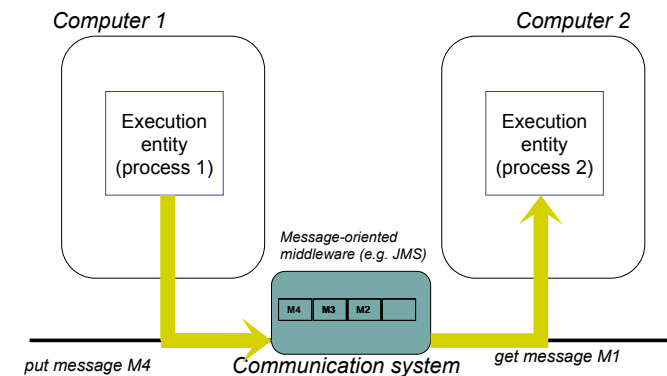 Computer 1
Computer 2
Execution
entity
(process 1)
Execution
entity
(process 2)
Message-oriented
middleware (e.g. JMS)
M4 M3 M2
put message M4
Communication system
get message M1